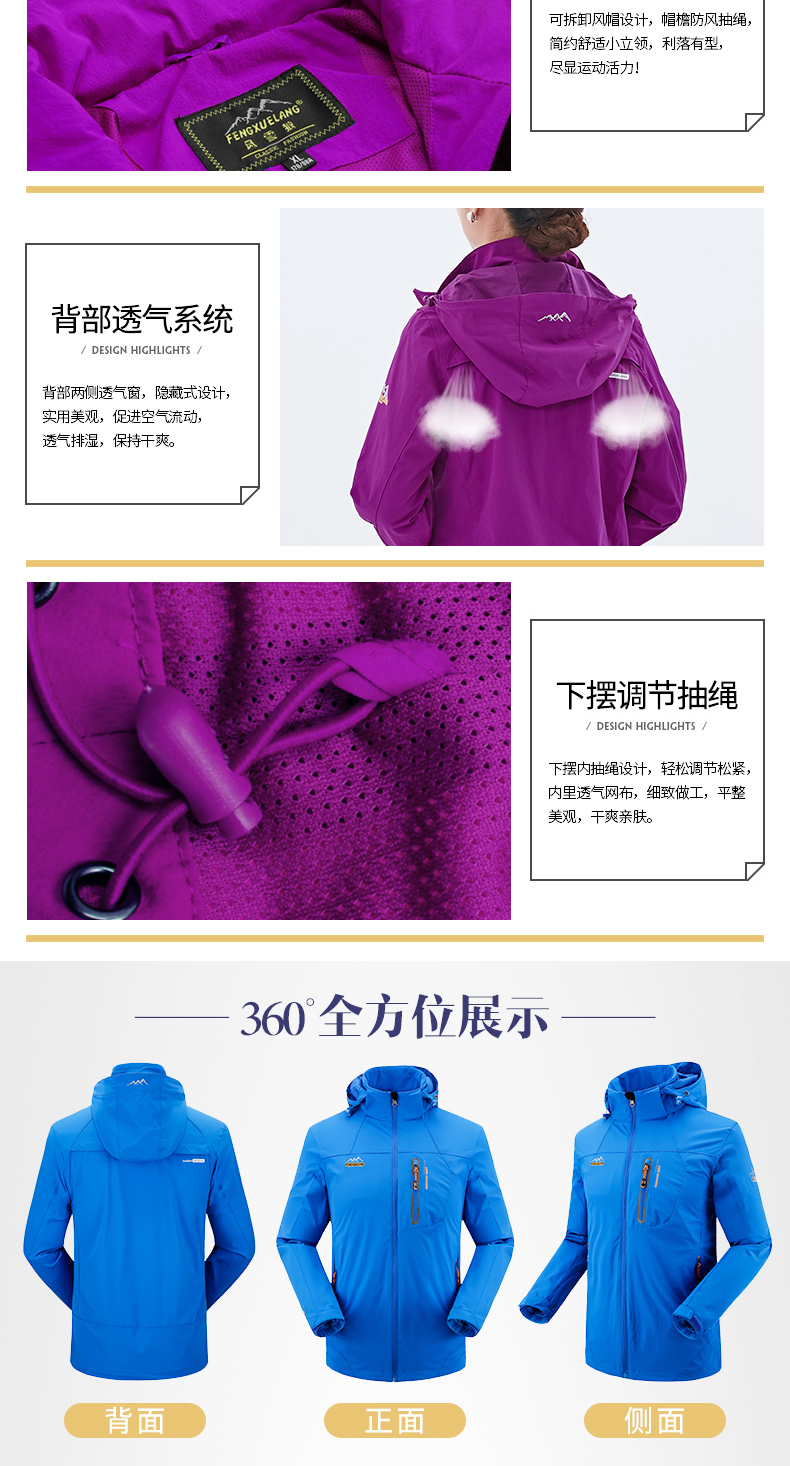 可拆卸风帽设计，帽檐防风抽绳，
简约舒适小立领，利落有型，
尽显运动活力！
FENGXUELANG
风雪狼
CLASSIC FASHION
XL
背部透气系统
/ DESIGN HIGHLIGHTS /
背部两侧透气窗，隐藏式设计，
实用美观，促进空气流动，
透气排湿，保持干爽。
下摆调节抽绳
/ DESIGN HIGHLIGHTS /
下摆内抽绳设计，轻松调节松紧，
内里透气网布，细致做工，平整
美观，干爽亲肤。
360°全方位展示
背面
正面
侧面